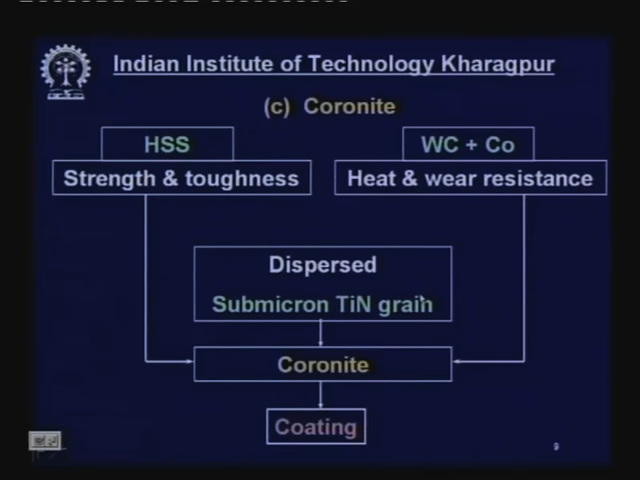 Indian Institute of Technology Kharagpur
(c) Coronite
HSS
WC + Co
Strength & toughness
Heat & wear resistance
Dispersed
Submicron TiN grain
Coronite
Coating
9